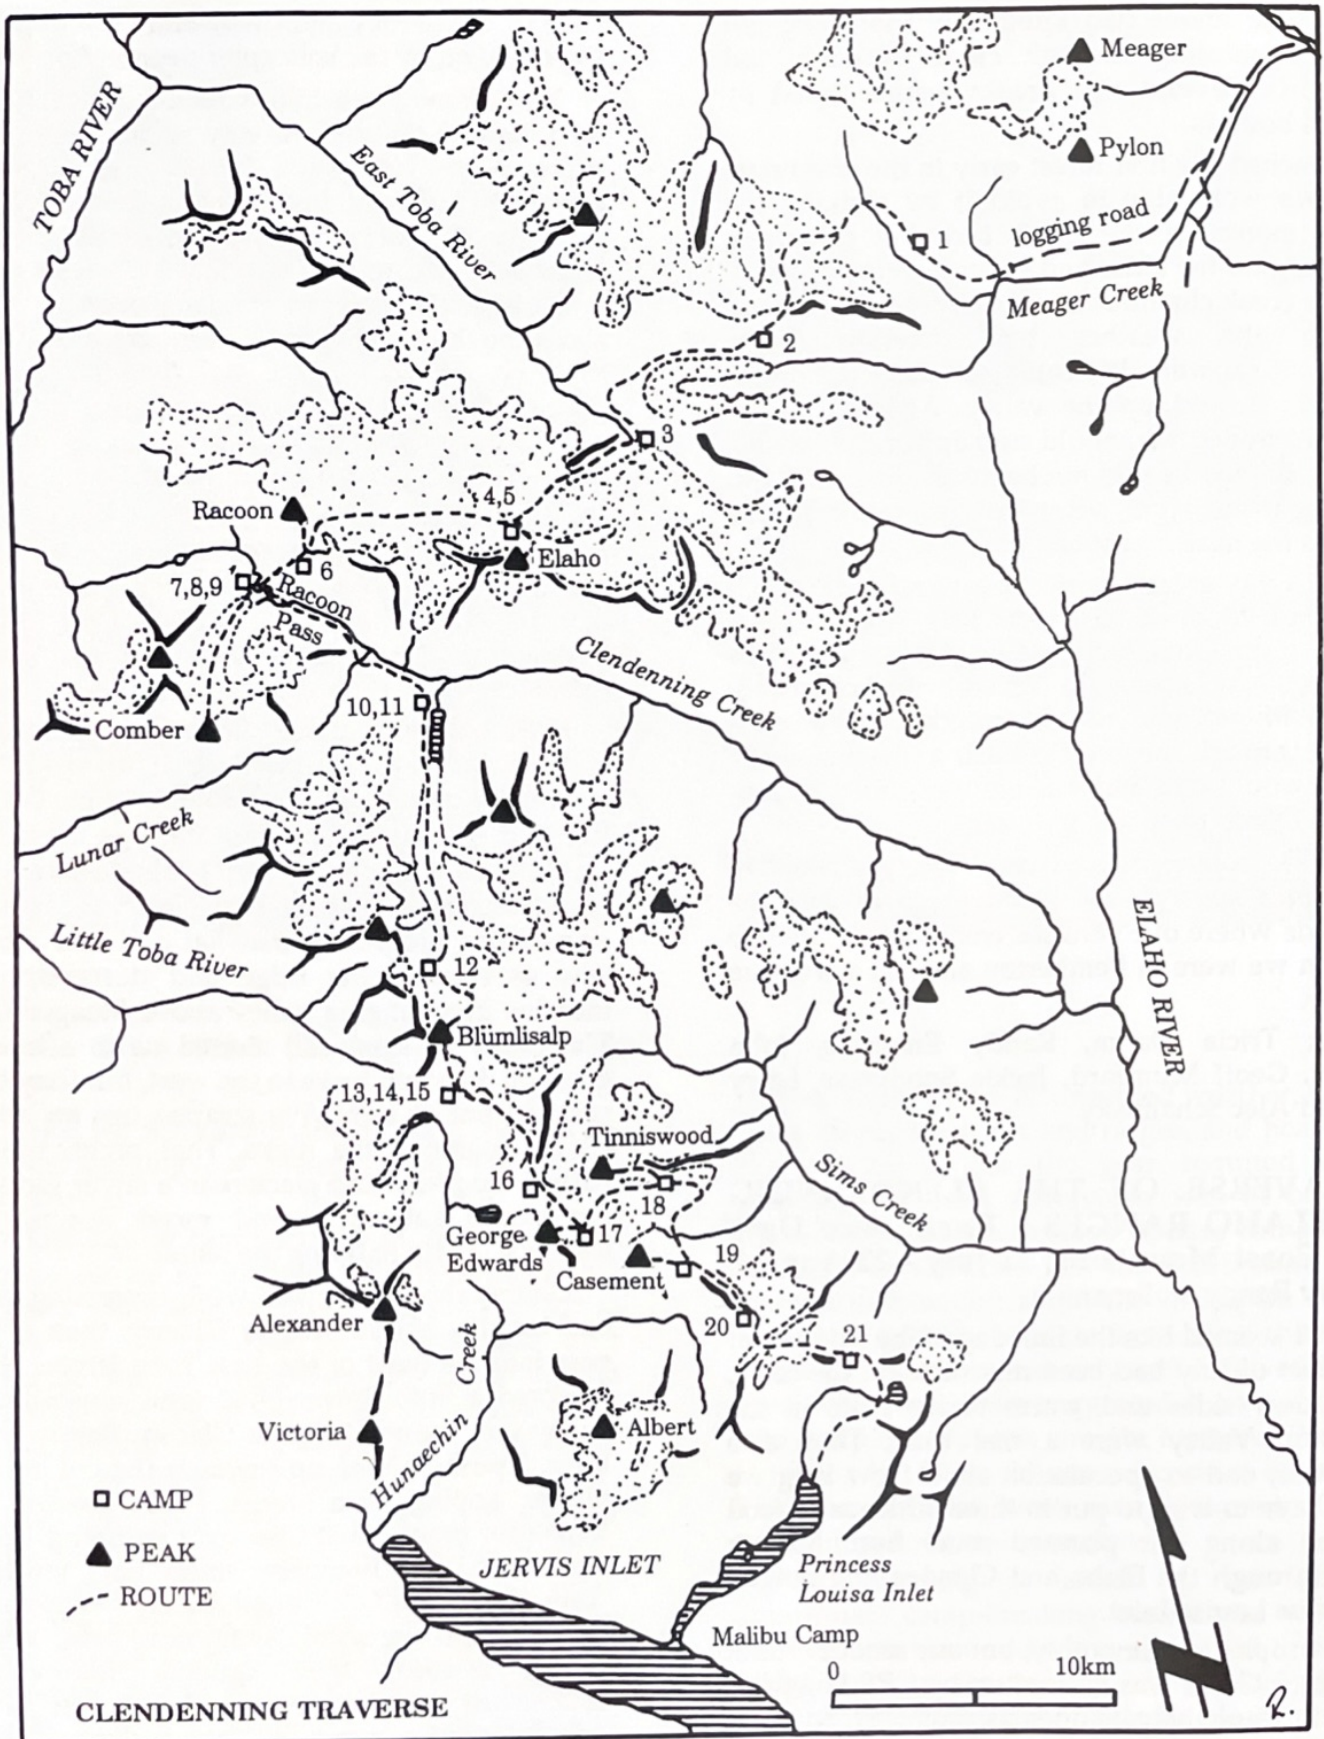 Meager
Pylon
TOBA RIVER
East Toba River
1
logging road
Meager Creek
2
3
4,5
Racoon
Elaho
6
7,8,9
Racoon
Pass
Clendenning Creek
10,11
Comber
Lunar Creek
Little Toba River
12
ELAHO RIVER
Blümlisalp
13,14,15
Tinniswood
16
18
Sims Creek
George
Edwards
17
19
Casement
20
21
Alexander
Hunaechin Creek
Victoria
Albert
CAMP
PEAK
ROUTE
JERVIS INLET
Princess
Louisa Inlet
Malibu Camp
0 10km
CLENDENNING TRAVERSE
R.